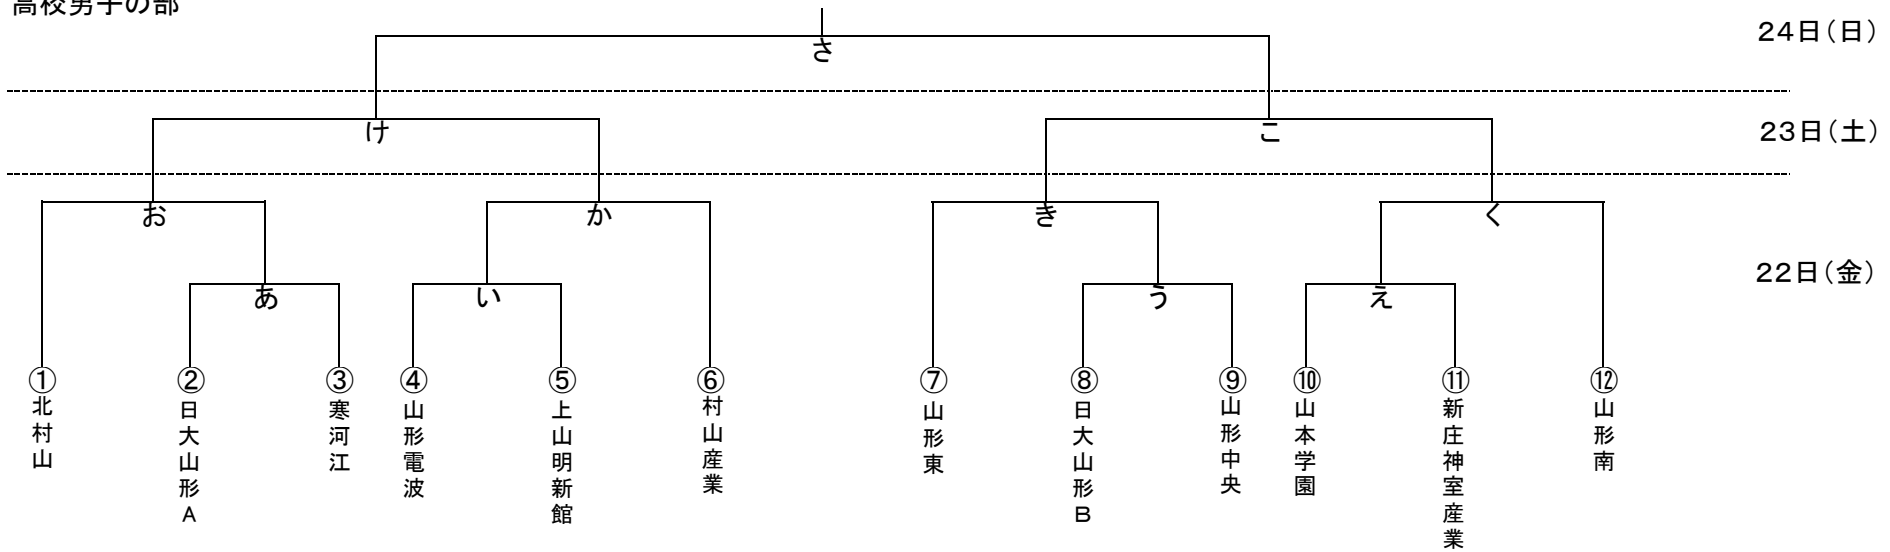 高校男子の部
24日(日)
さ
23日(土)
け
こ
お
か
き
く
22日(金)
あ
い
う
え
①
北村山
②
日大山形A
③
寒河江
④
山形電波
⑤
上山明新館
⑥
村山産業
⑦
山形東
⑧
日大山形B
⑨
山形中央
⑩
山本学園
⑪
新庄神室産業
⑫
山形南